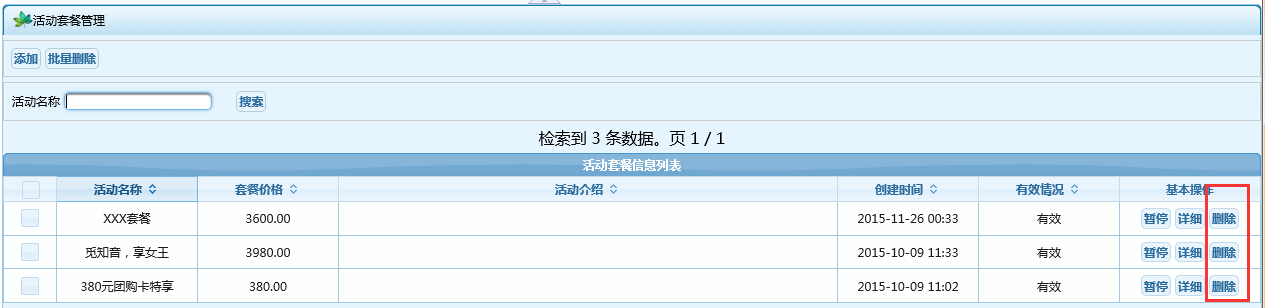 活动套餐管理
添加 批量删除
活动名称 搜索
检索到 3 条数据。页 1 / 1
活动套餐信息列表
活动名称 套餐价格 活动介绍 创建时间 有效情况 基本操作
XXX套餐 3600.00 2015-11-26 00:33 有效 暂停 详细 删除
觅知音，享女王 3980.00 2015-10-09 11:33 有效 暂停 详细 删除
380元团购卡特享 380.00 2015-10-09 11:02 有效 暂停 详细 删除